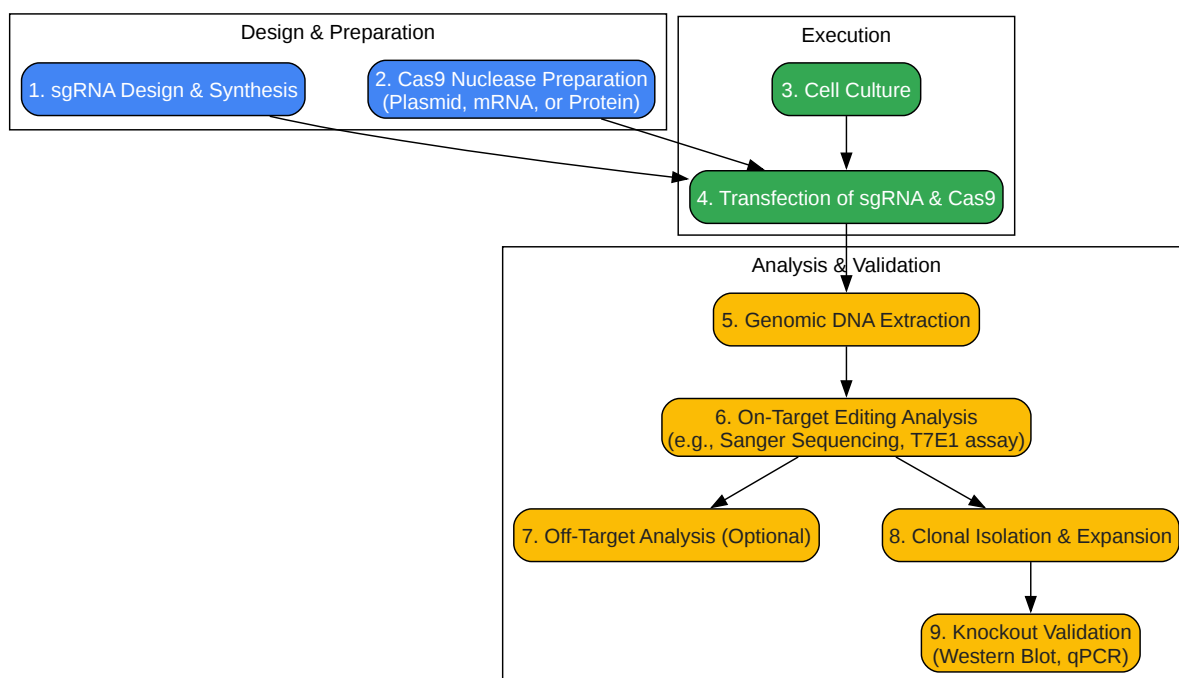 Design & Preparation
1. sgRNA Design & Synthesis
2. Cas9 Nuclease Preparation
(Plasmid, mRNA, or Protein)
Execution
3. Cell Culture
4. Transfection of sgRNA & Cas9
Analysis & Validation
5. Genomic DNA Extraction
6. On-Target Editing Analysis
(e.g., Sanger Sequencing, T7E1 assay)
7. Off-Target Analysis (Optional)
8. Clonal Isolation & Expansion
9. Knockout Validation
(Western Blot, qPCR)